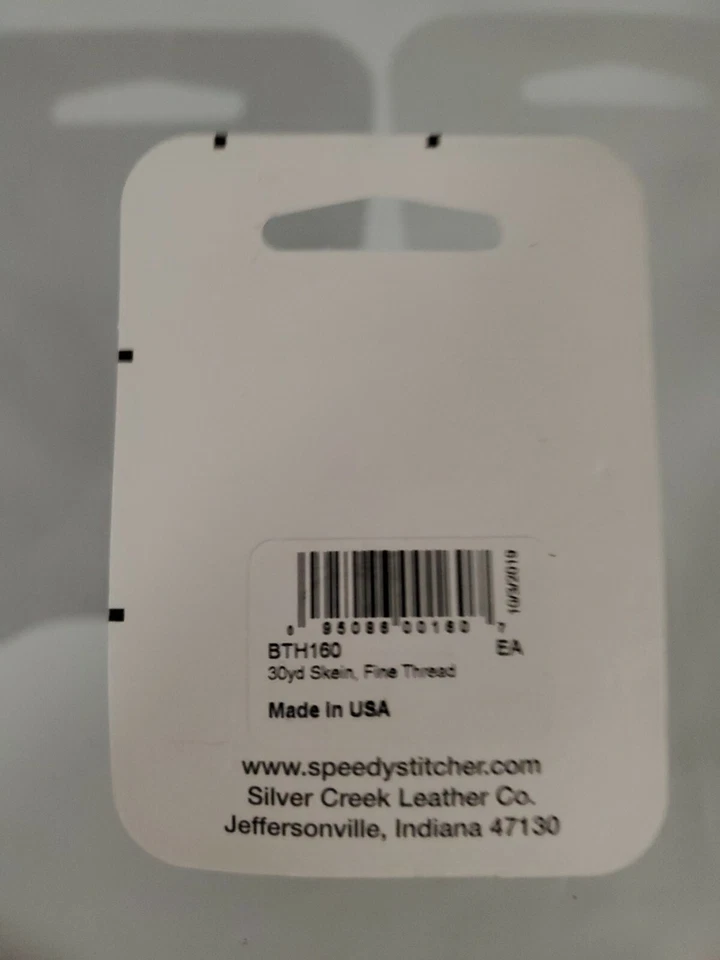 10/3/2019
0 95086 00160 7
BTH160 EA
30yd Skein, Fine Thread
Made In USA
www.speedystitcher.com
Silver Creek Leather Co.
Jeffersonville, Indiana 47130